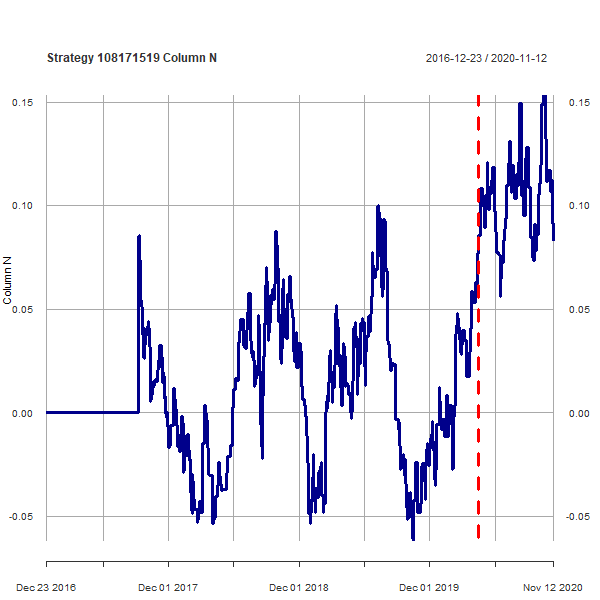 Strategy 108171519 Column N
2016-12-23 / 2020-11-12
0.15
0.15
0.10
0.10
0.05
0.05
0.00
0.00
-0.05
-0.05
Column N
Dec 23 2016
Dec 01 2017
Dec 01 2018
Dec 01 2019
Nov 12 2020